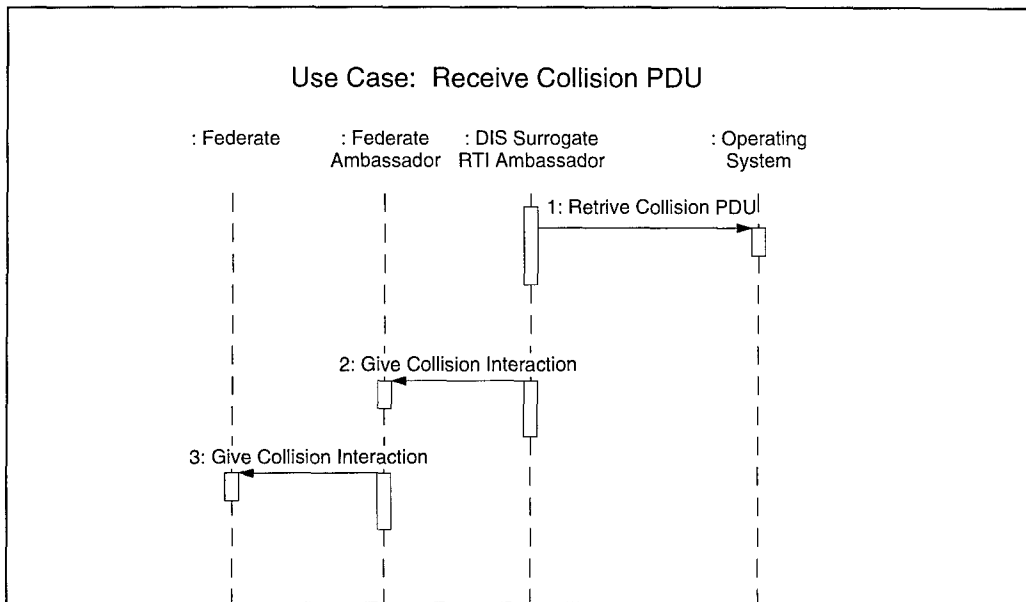 Use Case: Receive Collision PDU
: Federate
: Federate
Ambassador
: DIS Surrogate
RTI Ambassador
: Operating
System
1: Retrive Collision PDU
2: Give Collision Interaction
3: Give Collision Interaction